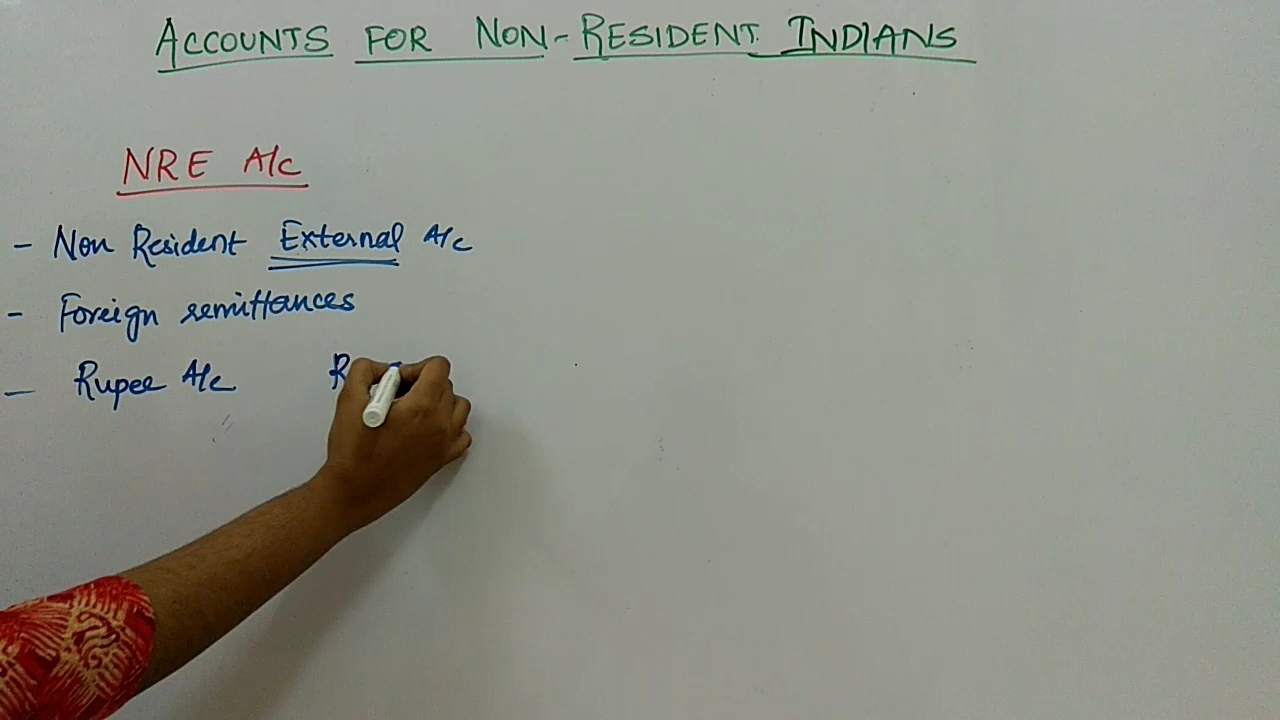 ACCOUNTS FOR NON-RESIDENT INDIANS
NRE A/c
- Non Resident External A/c
- Foreign remittances
- Rupee A/c R